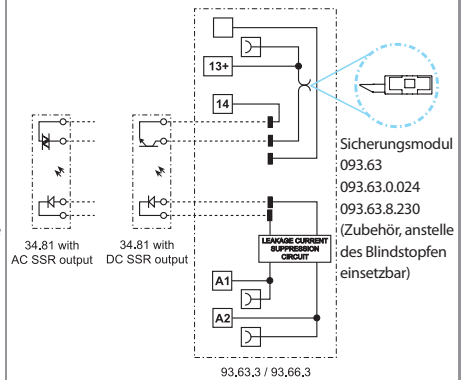 13+
14
Sicherungsmodul
093.63
093.63.0.024
093.63.8.230
(Zubehör, anstelle
des Blindstopfen
einsetzbar)
34.81 with
AC SSR output
34.81 with
DC SSR output
LEAKAGE CURRENT
SUPPRESSION
CIRCUIT
A1
A2
93.63.3 / 93.66.3